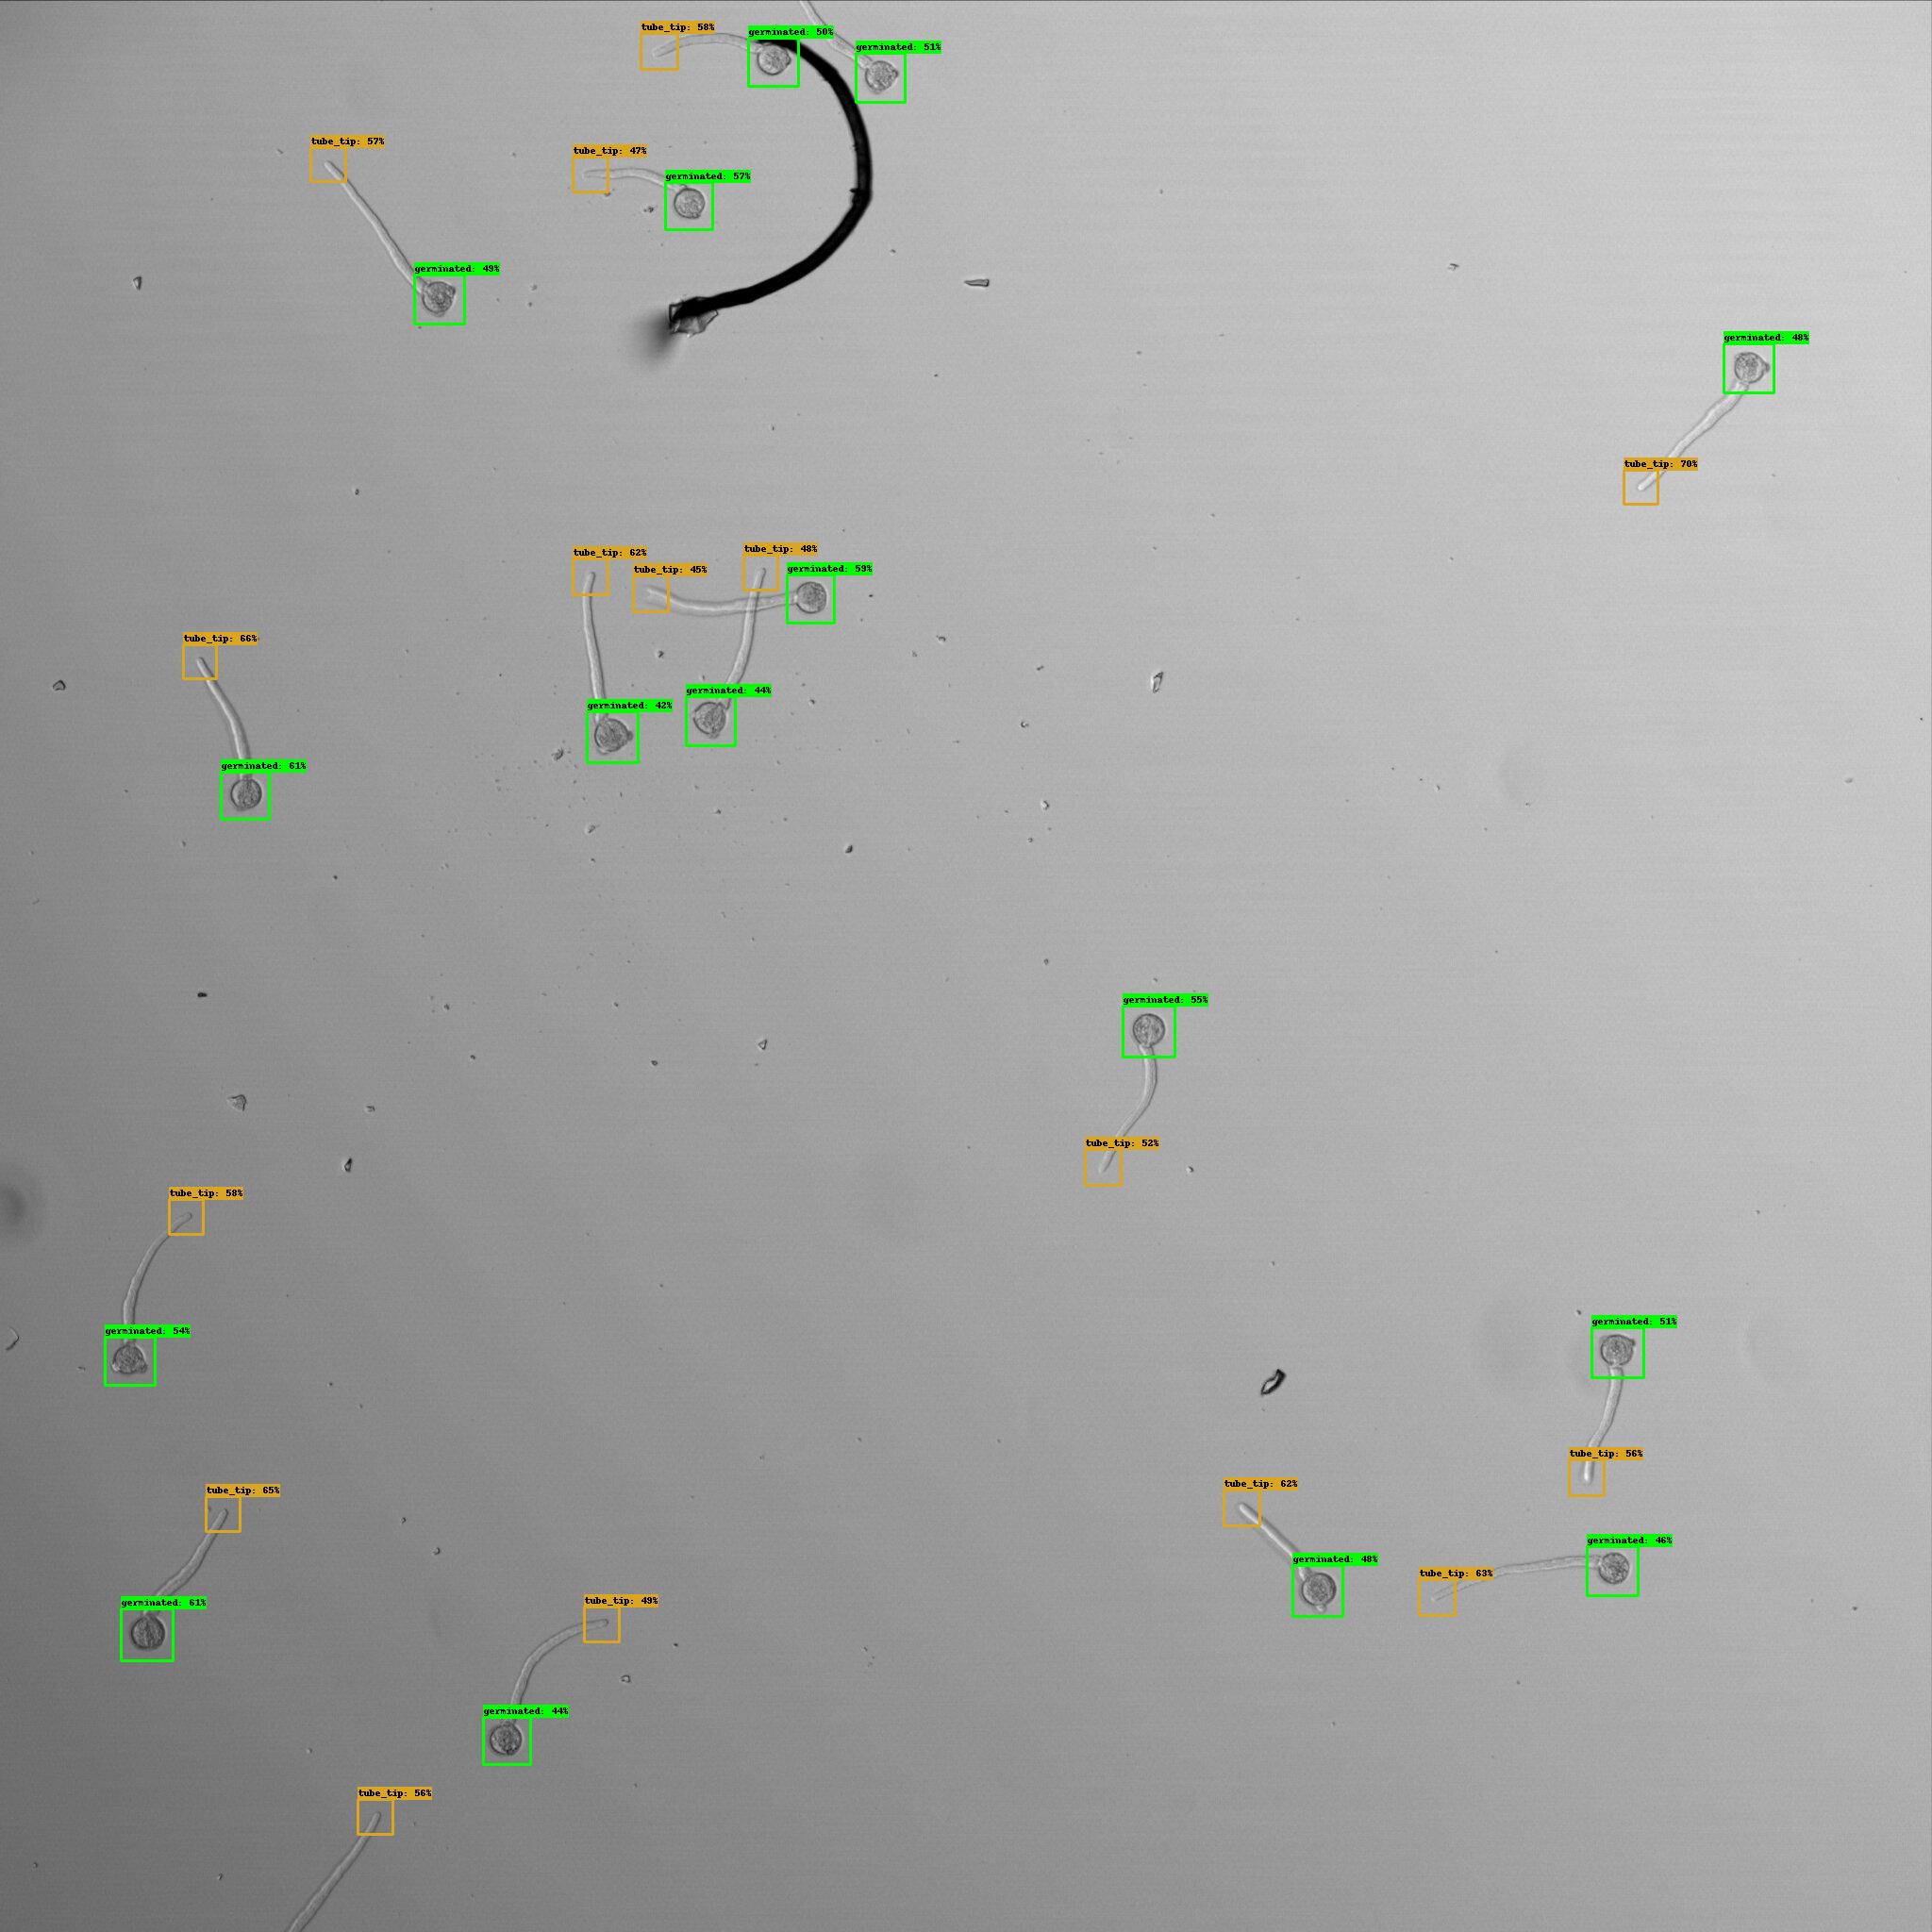 tube_tip: 58%
germinated: 50%
germinated: 51%
tube_tip: 57%
tube_tip: 47%
germinated: 57%
germinated: 49%
germinated: 48%
tube_tip: 70%
tube_tip: 62%
tube_tip: 48%
tube_tip: 45%
germinated: 59%
tube_tip: 66%
germinated: 44%
germinated: 42%
germinated: 61%
germinated: 55%
tube_tip: 52%
tube_tip: 58%
germinated: 54%
germinated: 51%
tube_tip: 56%
tube_tip: 62%
tube_tip: 65%
germinated: 46%
germinated: 48%
tube_tip: 63%
germinated: 61%
tube_tip: 49%
germinated: 44%
tube_tip: 56%